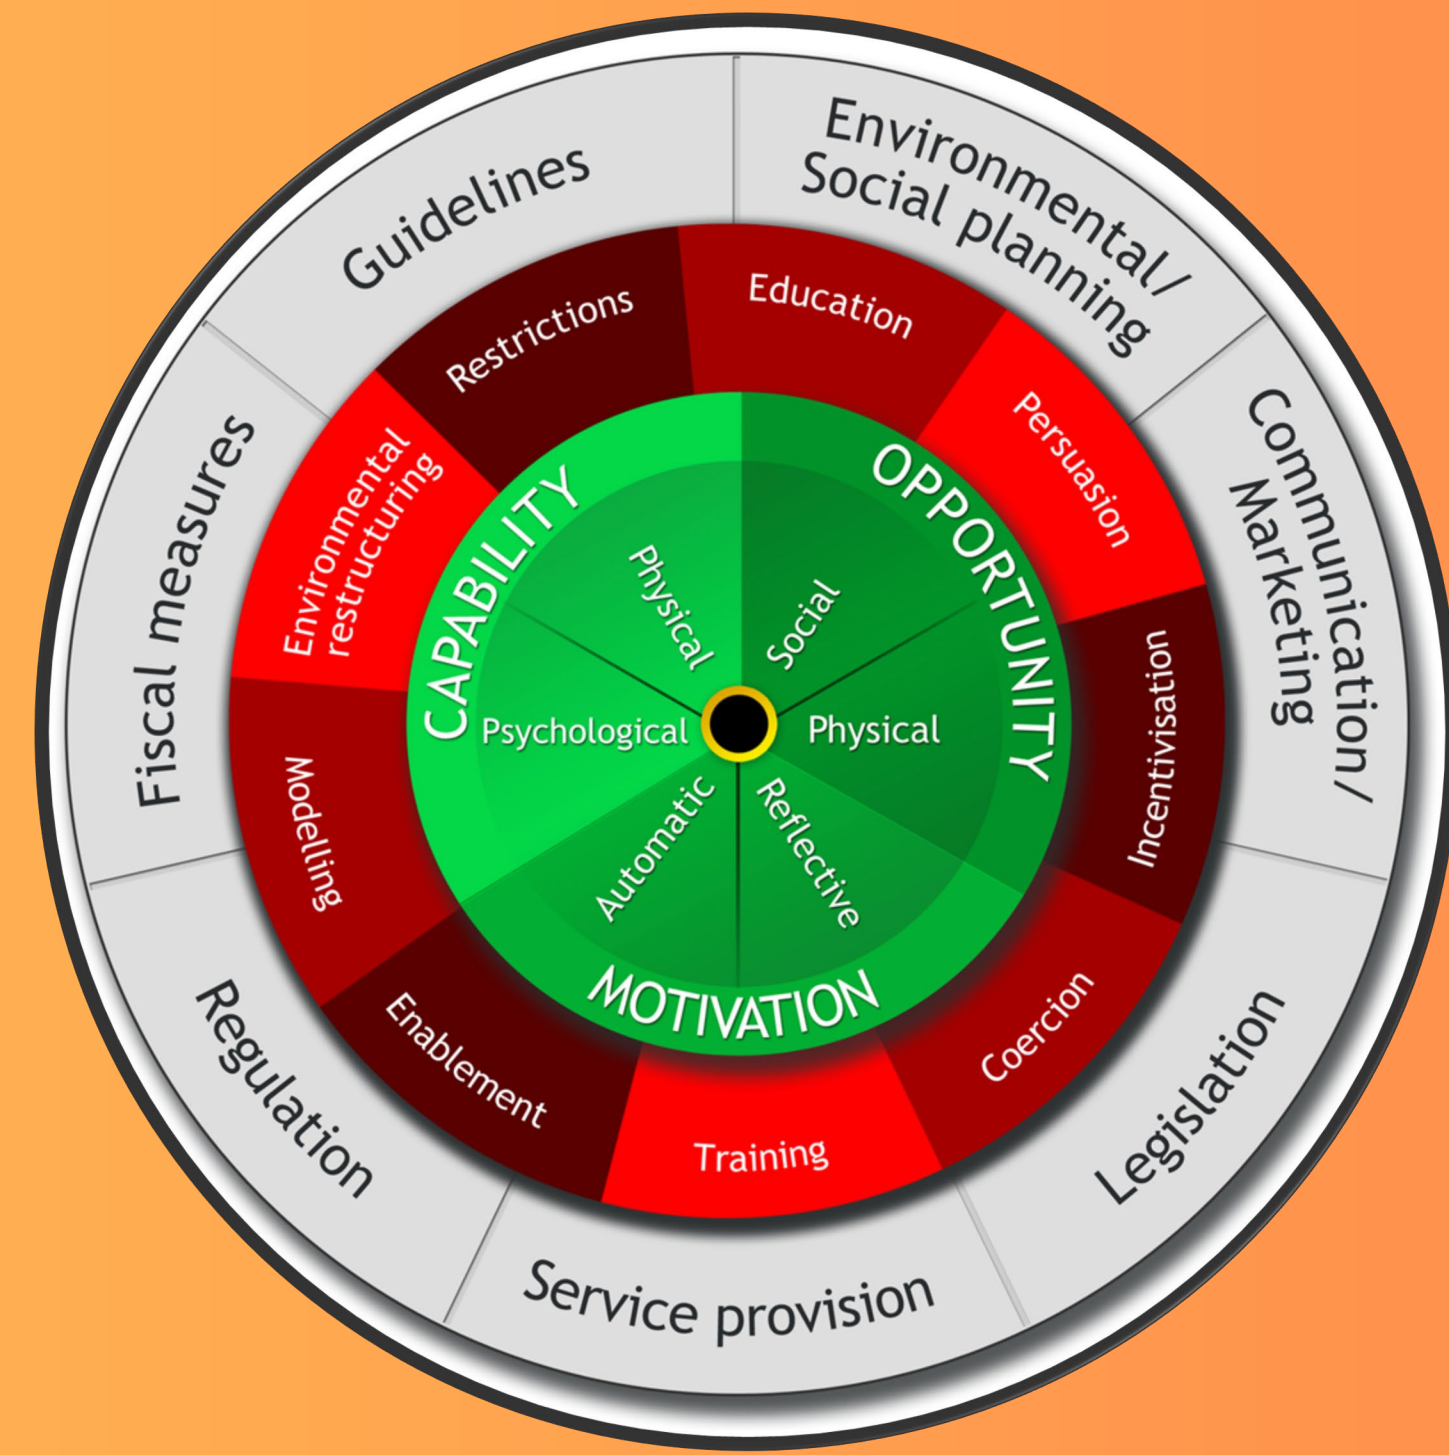 Guidelines
Environmental/
Social planning
Communication/
Marketing
Legislation
Service provision
Regulation
Fiscal measures
Restrictions
Education
Persuasion
Incentivisation
Coercion
Training
Enablement
Modelling
Environmental
restructuring
CAPABILITY
OPPORTUNITY
MOTIVATION
Physical
Social
Physical
Reflective
Automatic
Psychological